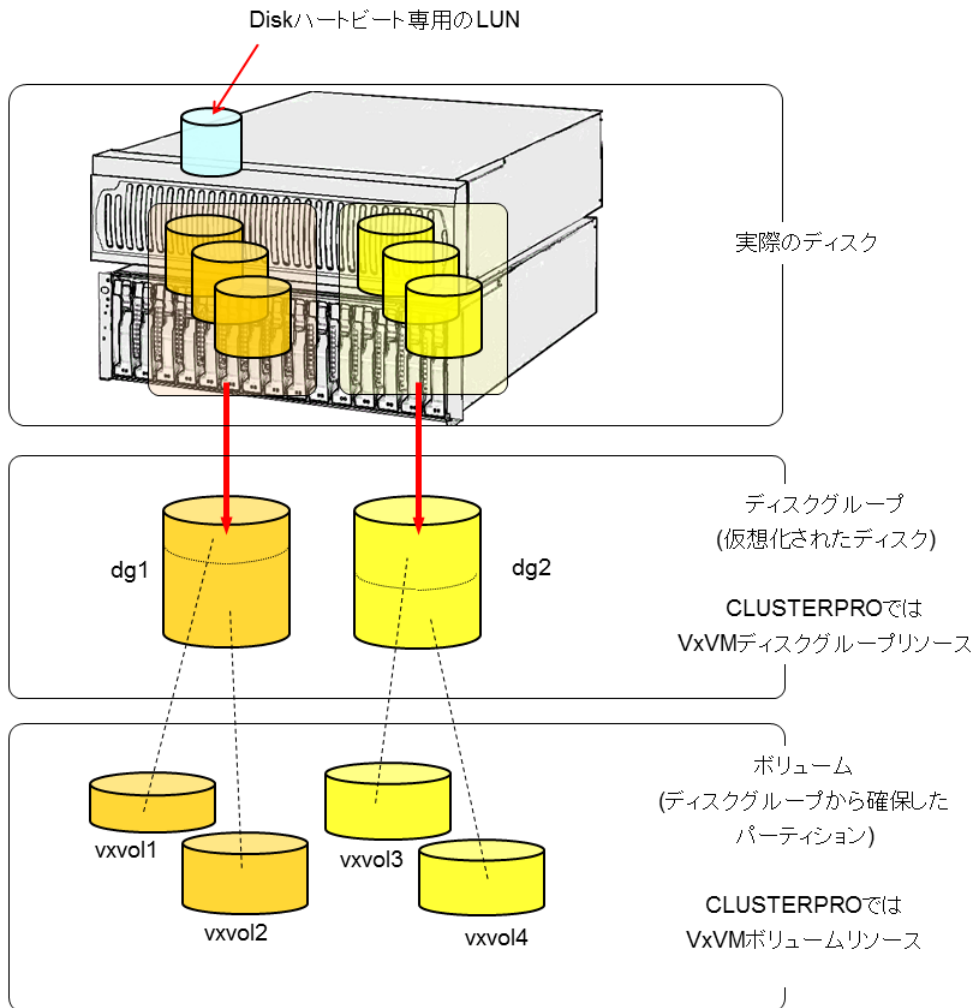 Diskハートビート専用のLUN
実際のディスク
ディスクグループ
(仮想化されたディスク)
dg1
dg2
CLUSTERPROでは
VxVMディスクグループリソース
ボリューム
(ディスクグループから確保した
パーティション)
vxvol1
vxvol3
CLUSTERPROでは
VxVMボリュームリソース
vxvol2
vxvol4